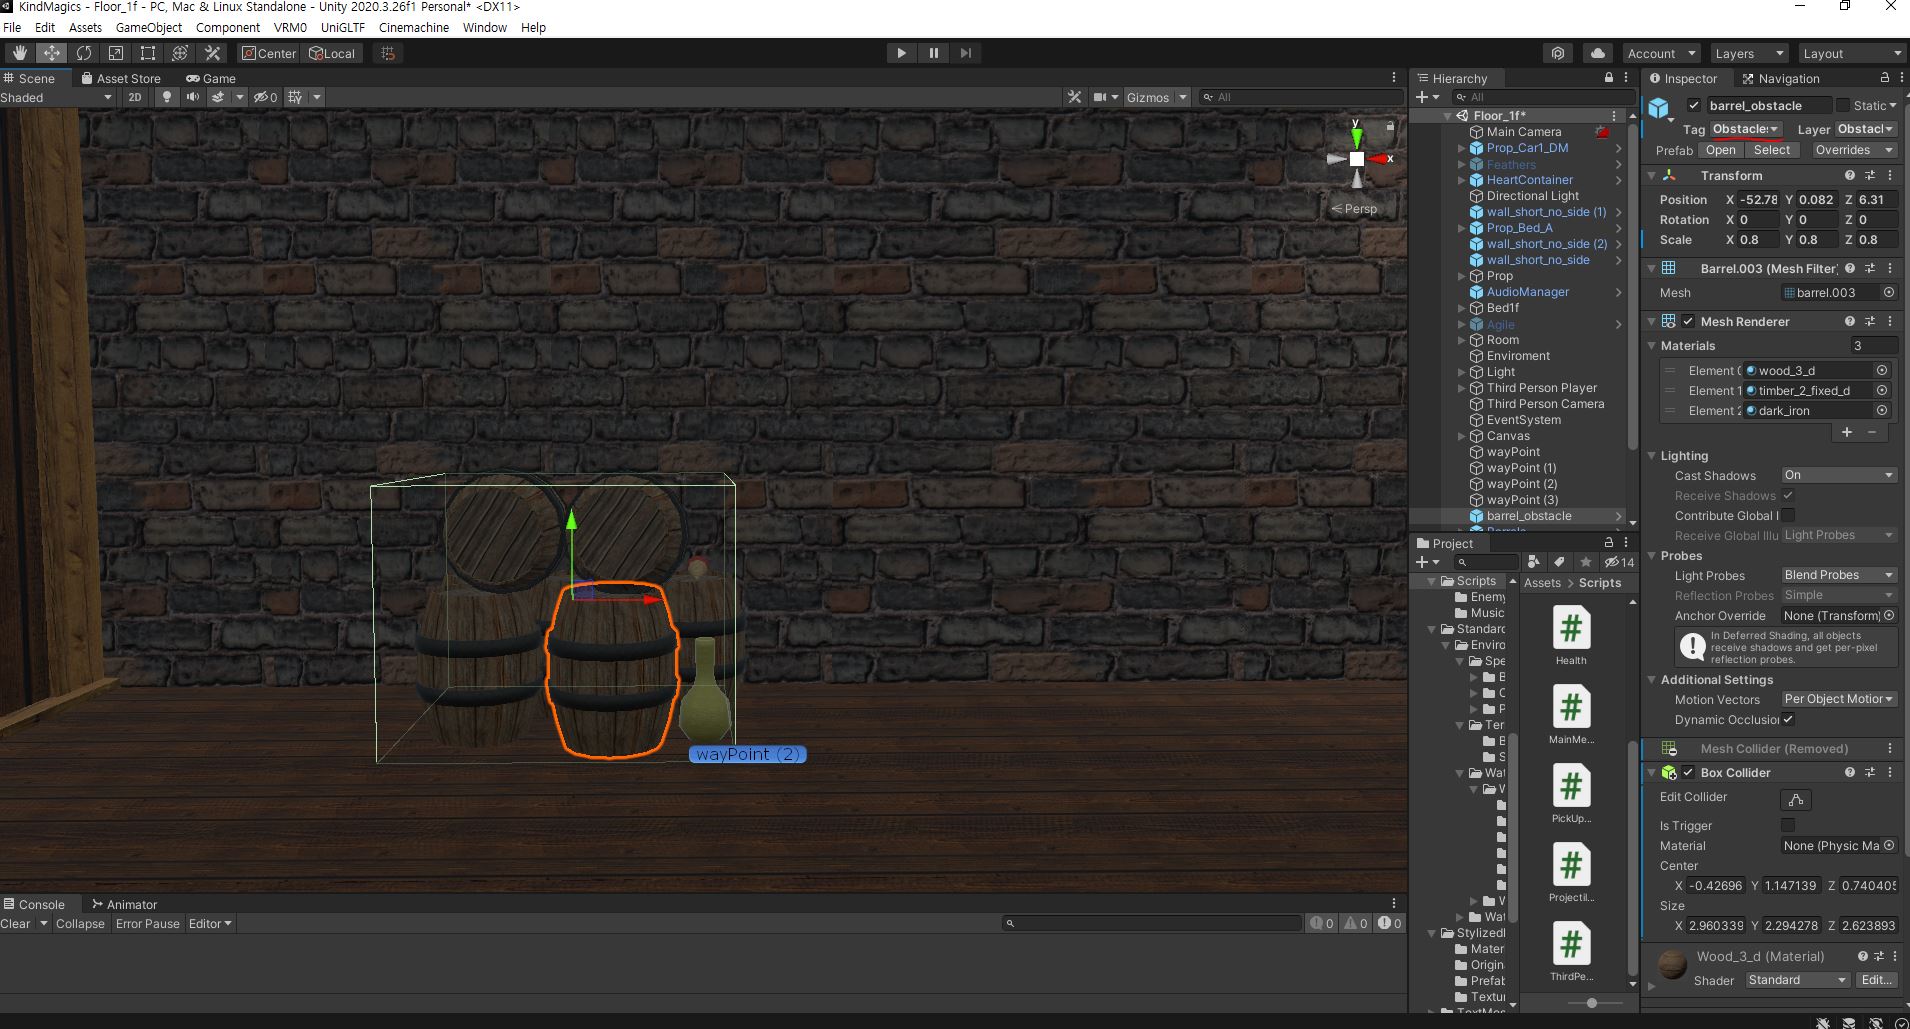 KindMagics - Floor_1f - PC, Mac & Linux Standalone - Unity 2020.3.26f1 Personal* <DX11>
File Edit Assets GameObject Component VRM0 UniGLTF Cinemachine Window Help
Center Local Account Layers Layout
Scene Asset Store Game
Shaded 2D 0 Gizmos All
y
x
Persp
wayPoint (2)
Console Animator
Clear Collapse Error Pause Editor 0 0 0
Hierarchy
All
Floor_1f*
Main Camera
Prop_Car1_DM
Feathers
HeartContainer
Directional Light
wall_short_no_side (1)
Prop_Bed_A
wall_short_no_side (2)
wall_short_no_side
Prop
AudioManager
Bed1f
Agile
Room
Enviroment
Light
Third Person Player
Third Person Camera
EventSystem
Canvas
wayPoint
wayPoint (1)
wayPoint (2)
wayPoint (3)
barrel_obstacle
Project
14
Scripts
Enemy
Music
Standard
Enviro
Spe
B
C
P
Ter
B
S
Wat
W
W
Wat
Stylized
Mater
Origin
Prefab
Textur
Assets > Scripts
Health
MainMe...
PickUp...
Projectil...
ThirdPe...
Inspector Navigation
barrel_obstacle Static
Tag Obstacle Layer Obstacl
Prefab Open Select Overrides
Transform
Position X -52.78 Y 0.082 Z 6.31
Rotation X 0 Y 0 Z 0
Scale X 0.8 Y 0.8 Z 0.8
Barrel.003 (Mesh Filter)
Mesh barrel.003
Mesh Renderer
Materials 3
Element 0 wood_3_d
Element 1 timber_2_fixed_d
Element 2 dark_iron
+ −
Lighting
Cast Shadows On
Receive Shadows
Contribute Global I
Receive Global Illu Light Probes
Probes
Light Probes Blend Probes
Reflection Probes Simple
Anchor Override None (Transform)
In Deferred Shading, all objects
receive shadows and get per-pixel
reflection probes.
Additional Settings
Motion Vectors Per Object Motion
Dynamic Occlusion
Mesh Collider (Removed)
Box Collider
Edit Collider
Is Trigger
Material None (Physic Ma
Center
X -0.42696 Y 1.147139 Z 0.740405
Size
X 2.960339 Y 2.294278 Z 2.623893
Wood_3_d (Material)
Shader Standard Edit...